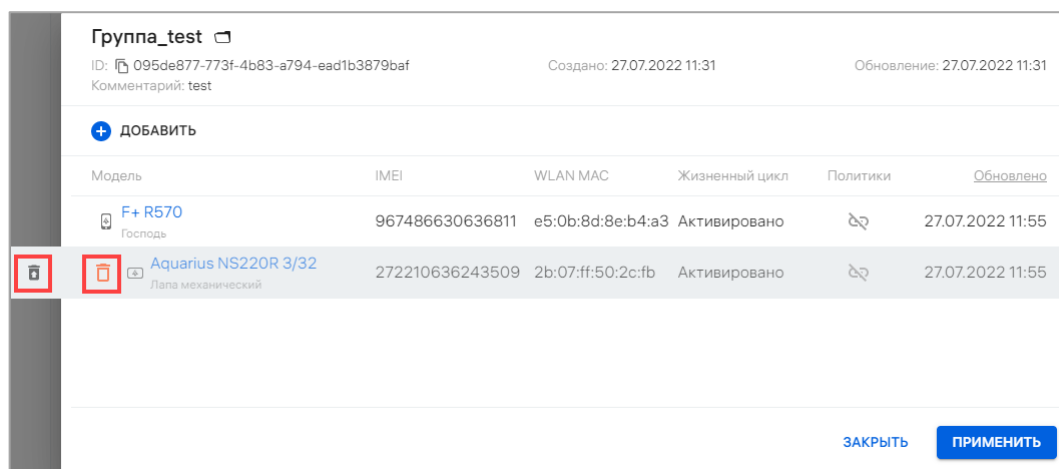 Группа_test
ID: 095de877-773f-4b83-a794-ead1b3879baf Создано: 27.07.2022 11:31 Обновление: 27.07.2022 11:31
Комментарий: test
ДОБАВИТЬ
Модель IMEI WLAN MAC Жизненный цикл Политики Обновлено
F+ R570
Господь
967486630636811 e5:0b:8d:8e:b4:a3 Активировано 27.07.2022 11:55
Aquarius NS220R 3/32
Лапа механический
272210636243509 2b:07:ff:50:2c:fb Активировано 27.07.2022 11:55
ЗАКРЫТЬ ПРИМЕНИТЬ